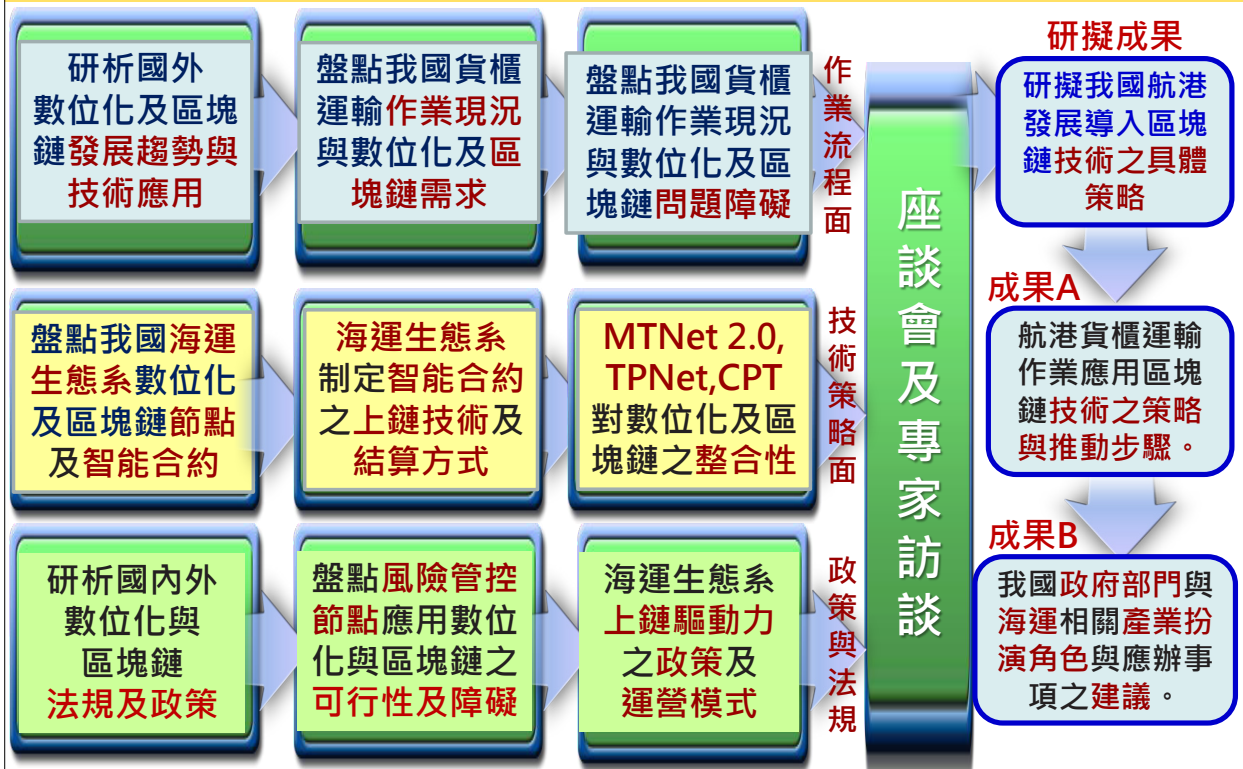 研析國外
數位化及區塊
鏈發展趨勢與
技術應用
盤點我國貨櫃
運輸作業現況
與數位化及區
塊鏈需求
盤點我國貨櫃
運輸作業現況
與數位化及區
塊鏈問題障礙
作業流程面
盤點我國海運
生態系數位化
及區塊鏈節點
及智能合約
海運生態系
制定智能合約
之上鏈技術及
結算方式
MTNet 2.0,
TPNet,CPT
對數位化及區
塊鏈之整合性
技術策略面
研析國內外
數位化與
區塊鏈
法規及政策
盤點風險管控
節點應用數位
化與區塊鏈之
可行性及障礙
海運生態系
上鏈驅動力
之政策及
運營模式
政策與法規
座談會及專家訪談
研擬成果
研擬我國航港
發展導入區塊
鏈技術之具體
策略
成果A
航港貨櫃運輸
作業應用區塊
鏈技術之策略
與推動步驟。
成果B
我國政府部門與
海運相關產業扮
演角色與應辦事
項之建議。